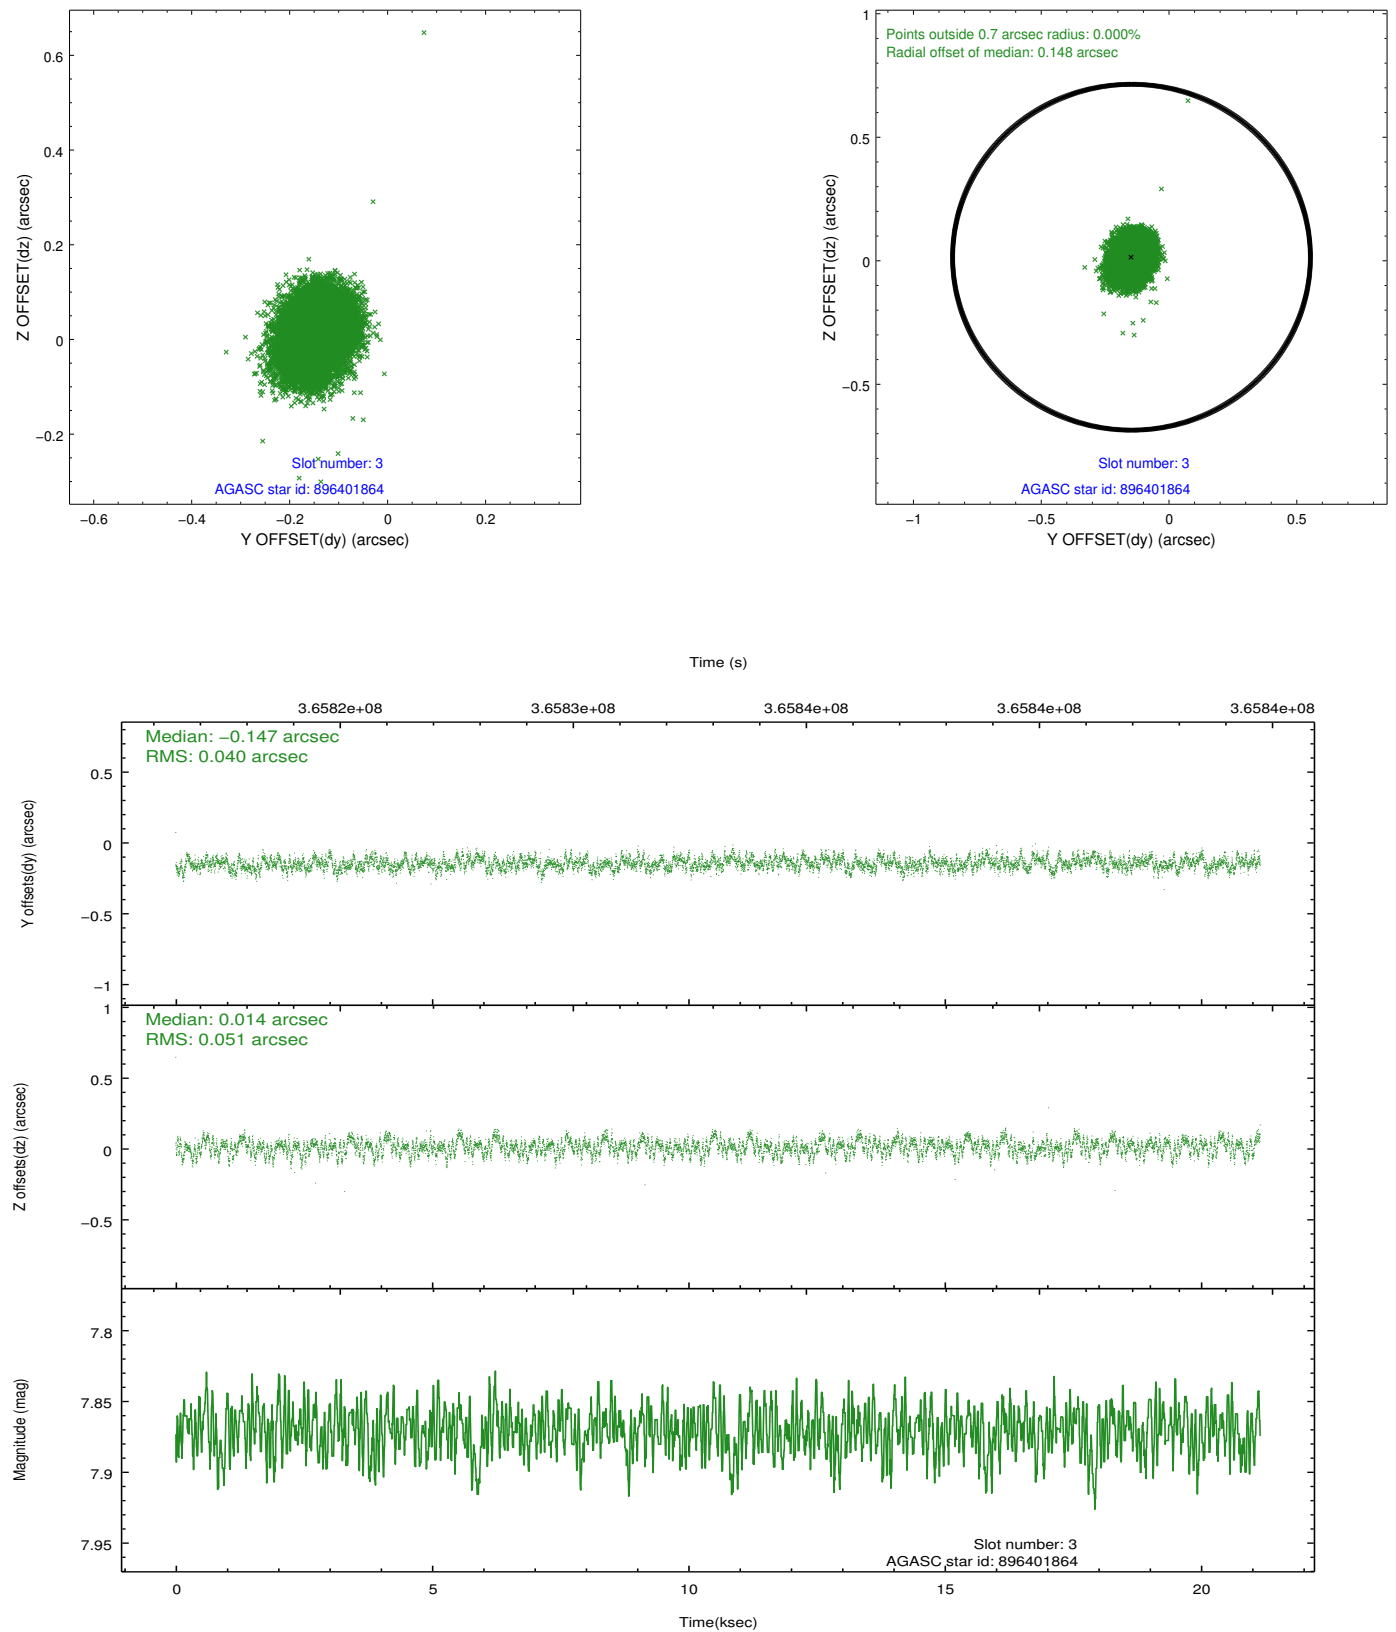 0.6
0.4
0.2
0
−0.2
Z OFFSET(dz) (arcsec)
Slot number: 3
AGASC star id: 896401864
−0.6
−0.4
−0.2
0
0.2
Y OFFSET(dy) (arcsec)
Points outside 0.7 arcsec radius: 0.000%
Radial offset of median: 0.148 arcsec
1
0.5
0
−0.5
Z OFFSET(dz) (arcsec)
Slot number: 3
AGASC star id: 896401864
−1
−0.5
0
0.5
Y OFFSET(dy) (arcsec)
Time (s)
3.6582e+08
3.6583e+08
3.6584e+08
3.6584e+08
3.6584e+08
Median: −0.147 arcsec
RMS: 0.040 arcsec
0.5
0
−0.5
−1
Y offsets(dy) (arcsec)
Median: 0.014 arcsec
RMS: 0.051 arcsec
1
0.5
0
−0.5
Z offsets(dz) (arcsec)
7.8
7.85
7.9
7.95
Magnitude (mag)
Slot number: 3
AGASC star id: 896401864
0
5
10
15
20
Time(ksec)